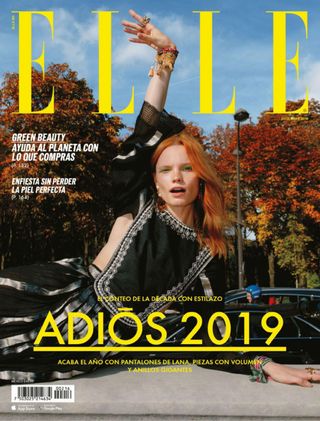 ELLE
GREEN BEAUTY
AYUDA AL PLANETA CON
LO QUE COMPRAS
ENFIESTA SIN PERDER
LA PIEL PERFECTA
(P. 164)
EL CONTEO DE LA DÉCADA CON ESTILAZO
ADIÓS 2019
ACABA EL AÑO CON PANTALONES DE LANA, PIEZAS CON VOLUMEN
Y ANILLOS GIGANTES